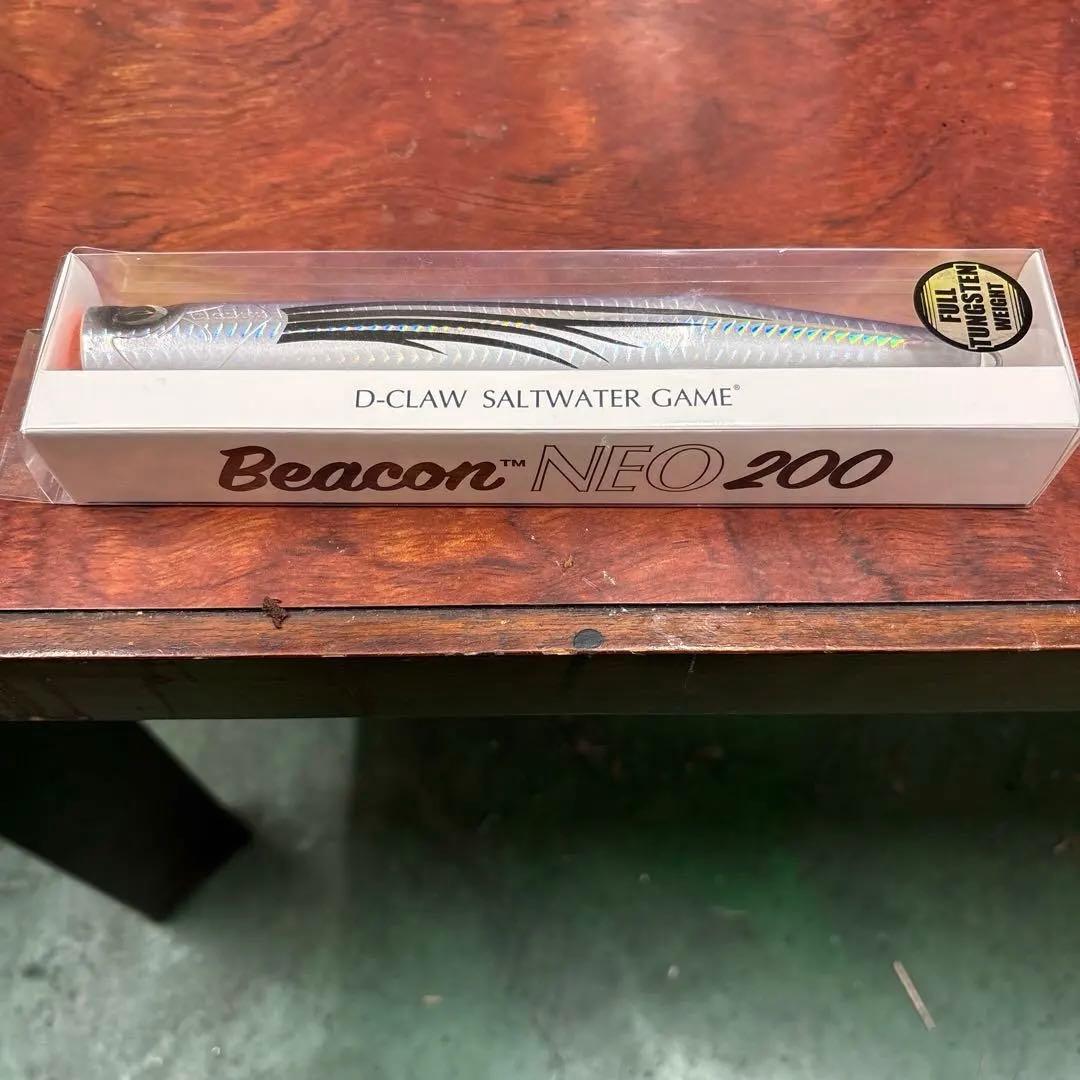 FULL
TUNGSTEN
WEIGHT
D-CLAW SALTWATER GAME®
Beacon™ NEO 200